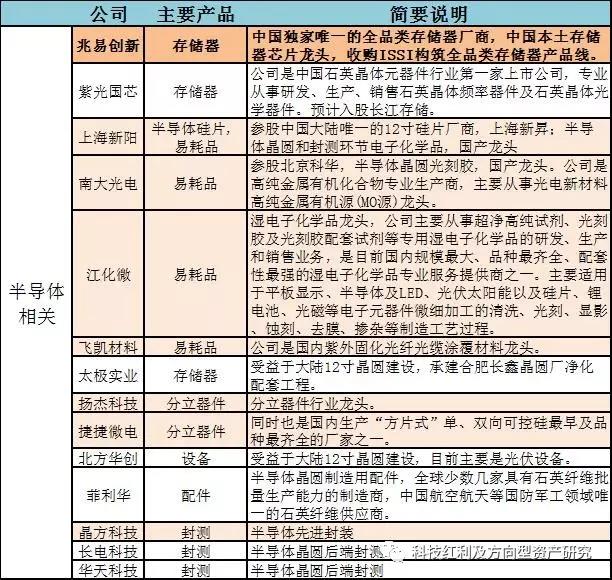 公司 主要产品 简要说明
半导体
相关
兆易创新 存储器 中国独家唯一的全品类存储器厂商，中国本土存储
器芯片龙头，收购ISSI构筑全品类存储器产品线。
紫光国芯 存储器 公司是中国石英晶体元器件行业第一家上市公司，专业
从事研发、生产、销售石英晶体频率器件及石英晶体光
学器件。预计入股长江存储。
上海新阳 半导体硅片，
易耗品 参股中国大陆唯一的12寸硅片厂商，上海新昇；半导
体晶圆和封测环节电子化学品，国产龙头
南大光电 易耗品 参股北京科华，半导体晶圆光刻胶，国产龙头。公司是
高纯金属有机化合物专业生产商，主要从事光电新材料
高纯金属有机源(MO源)龙头。
江化微 易耗品 湿电子化学品龙头，公司主要从事超净高纯试剂、光刻
胶及光刻胶配套试剂等专用湿电子化学品的研发、生产
和销售业务，是目前国内规模最大、品种最齐全、配套
性最强的湿电子化学品专业服务提供商之一。主要适用
于平板显示、半导体及LED、光伏太阳能以及硅片、锂
电池、光磁等电子元器件微细加工的清洗、光刻、显影
、蚀刻、去膜、掺杂等制造工艺过程。
飞凯材料 易耗品 公司是国内紫外固化光纤光缆涂覆材料龙头。
太极实业 存储器 受益于大陆12寸晶圆建设，承建合肥长鑫晶圆厂净化
配套工程。
扬杰科技 分立器件 分立器件行业龙头。
捷捷微电 分立器件 同时也是国内生产“方片式”单、双向可控硅最早及品
种最齐全的厂家之一。
北方华创 设备 受益于大陆12寸晶圆建设，目前主要是光伏设备。
菲利华 配件 半导体晶圆制造用配件，全球少数几家具有石英纤维批
量生产能力的制造商，中国航空航天等国防军工领域唯
一的石英纤维供应商。
晶方科技 封测 半导体先进封装
长电科技 封测 半导体晶圆后端封测
华天科技 封测 半导体晶圆后端封测
科技红利及方向型资产研究